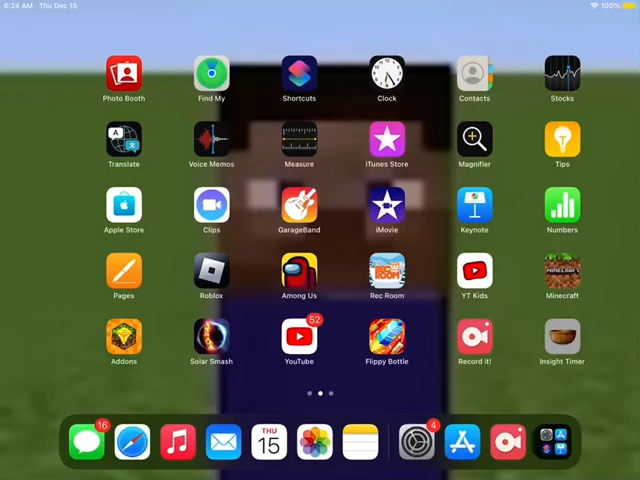 6:24 AM Thu Dec 15 100%
Photo Booth Find My Shortcuts Clock Contacts Stocks
Translate Voice Memos Measure iTunes Store Magnifier Tips
Apple Store Clips GarageBand iMovie Keynote Numbers
MINECRAFT
Pages Roblox Among Us Rec Room YT Kids Minecraft
52
Addons Solar Smash YouTube Flippy Bottle Record it! Insight Timer
16 THU 4
15